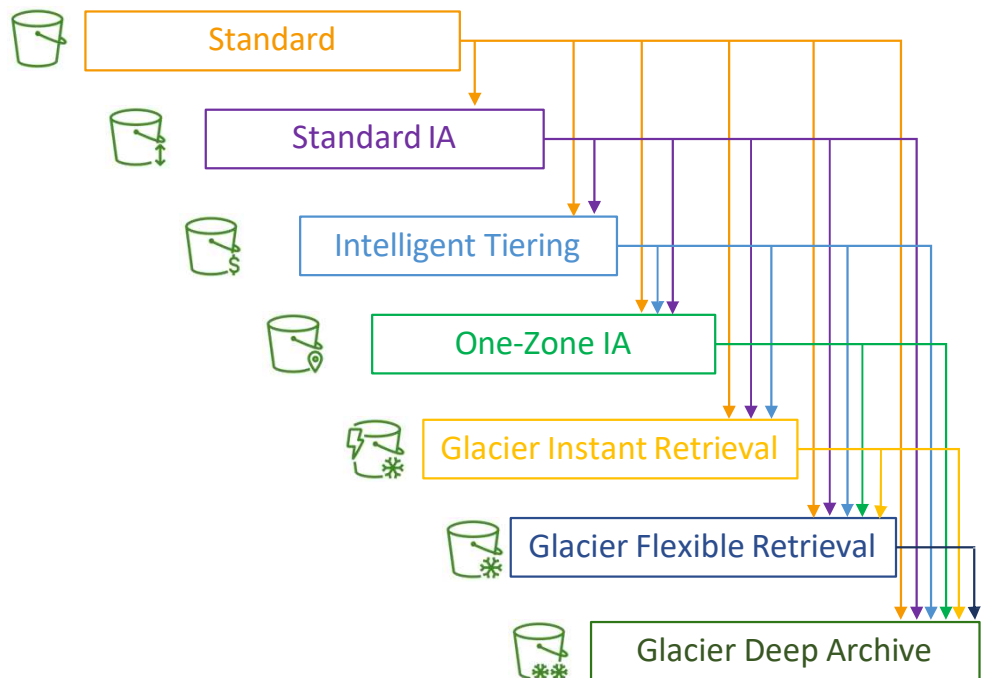 Standard
Standard IA
Intelligent Tiering
$
One-Zone IA
Glacier Instant Retrieval
Glacier Flexible Retrieval
Glacier Deep Archive